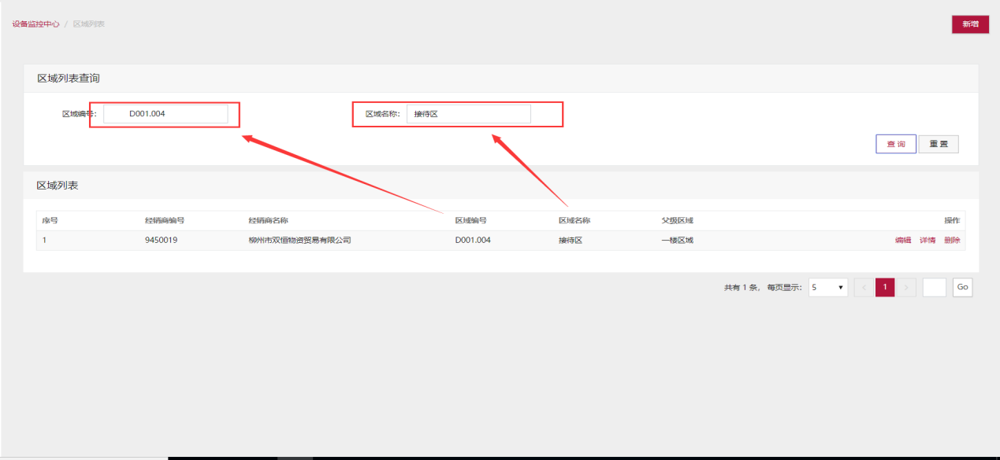 设备监控中心 / 区域列表
新增
区域列表查询
区域编号： D001.004 区域名称： 接待区
查 询 重 置
区域列表
序号 经销商编号 经销商名称 区域编号 区域名称 父级区域 操作
1 9450019 柳州市双恒物资贸易有限公司 D001.004 接待区 一楼区域 编辑 详情 删除
共有 1 条， 每页显示： 5 ▼ < 1 > Go